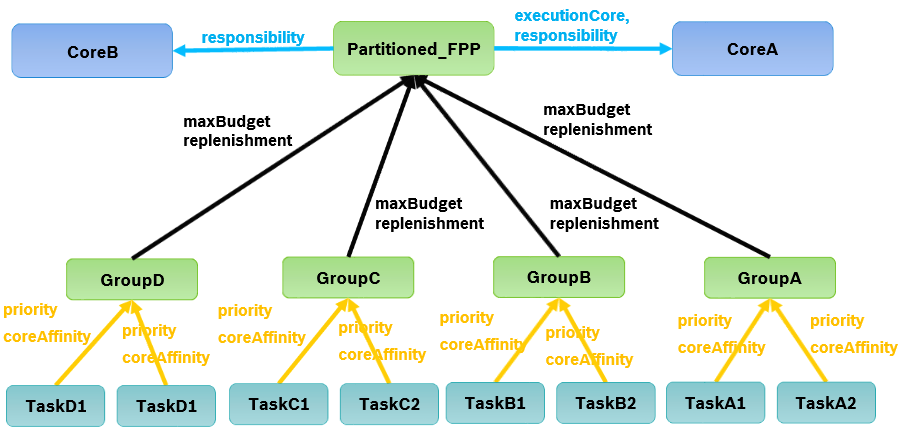 CoreB
responsibility
Partitioned_FPP
executionCore,
responsibility
CoreA
maxBudget
replenishment
maxBudget
replenishment
maxBudget
replenishment
maxBudget
replenishment
GroupD
GroupC
GroupB
GroupA
priority
coreAffinity
priority
coreAffinity
priority
coreAffinity
priority
coreAffinity
priority
coreAffinity
priority
coreAffinity
priority
coreAffinity
priority
coreAffinity
TaskD1
TaskD1
TaskC1
TaskC2
TaskB1
TaskB2
TaskA1
TaskA2